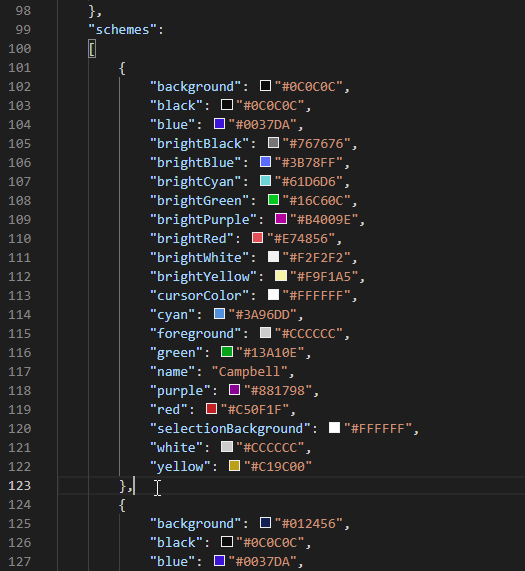 98 },
99 "schemes":
100 [
101 {
102 "background": "#0C0C0C",
103 "black": "#0C0C0C",
104 "blue": "#0037DA",
105 "brightBlack": "#767676",
106 "brightBlue": "#3B78FF",
107 "brightCyan": "#61D6D6",
108 "brightGreen": "#16C60C",
109 "brightPurple": "#B4009E",
110 "brightRed": "#E74856",
111 "brightWhite": "#F2F2F2",
112 "brightYellow": "#F9F1A5",
113 "cursorColor": "#FFFFFF",
114 "cyan": "#3A96DD",
115 "foreground": "#CCCCCC",
116 "green": "#13A10E",
117 "name": "Campbell",
118 "purple": "#881798",
119 "red": "#C50F1F",
120 "selectionBackground": "#FFFFFF",
121 "white": "#CCCCCC",
122 "yellow": "#C19C00"
123 },
124 {
125 "background": "#012456",
126 "black": "#0C0C0C",
127 "blue": "#0037DA",